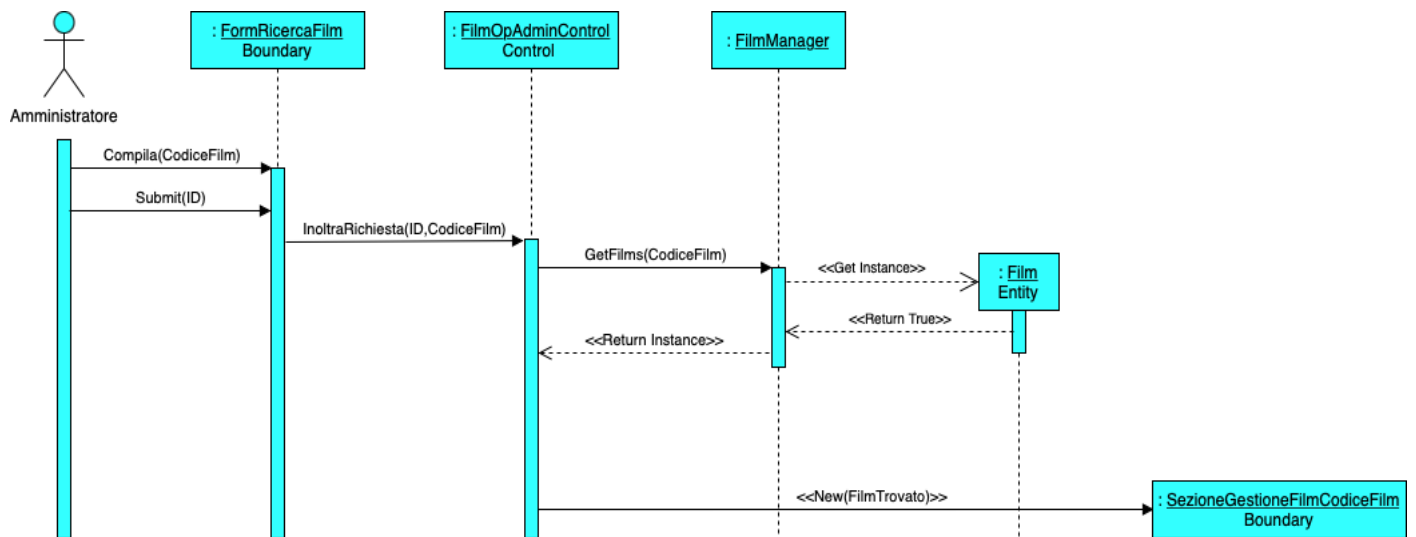 : FormRicercaFilm
Boundary
: FilmOpAdminControl
Control
: FilmManager
Amministratore
Compila(CodiceFilm)
Submit(ID)
InoltraRichiesta(ID,CodiceFilm)
GetFilms(CodiceFilm)
<<Get Instance>>
: Film
Entity
<<Return True>>
<<Return Instance>>
<<New(FilmTrovato)>>
: SezioneGestioneFilmCodiceFilm
Boundary